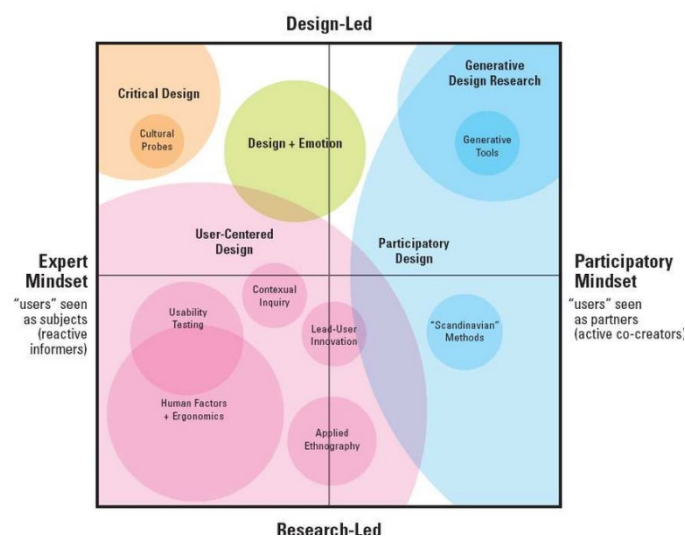 Design-Led
Critical Design
Cultural
Probes
Design + Emotion
Generative
Design Research
Generative
Tools
User-Centered
Design
Participatory
Design
Expert
Mindset
"users" seen
as subjects
(reactive
informers)
Participatory
Mindset
"users" seen
as partners
(active co-creators)
Contexual
Inquiry
Usability
Testing
Lead-User
Innovation
"Scandinavian"
Methods
Human Factors
+ Ergonomics
Applied
Ethnography
Research-Led